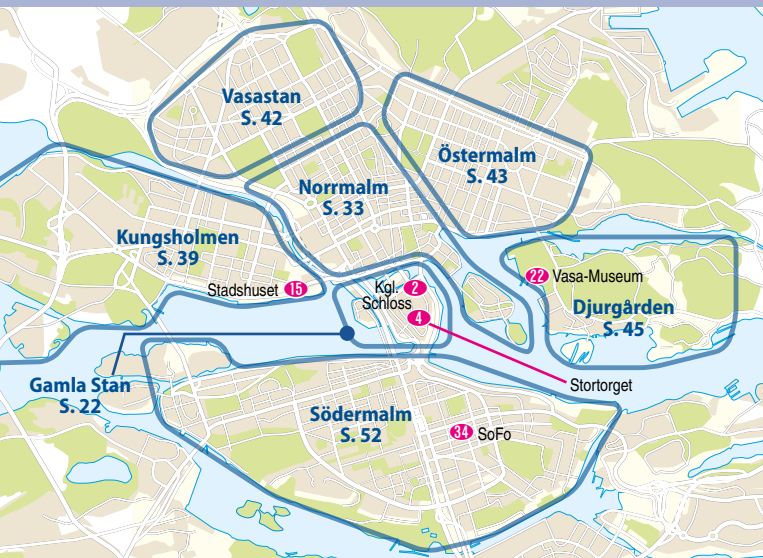 Vasastan
S. 42
Östermalm
S. 43
Norrmalm
S. 33
Kungsholmen
S. 39
Stadshuset 15
Kgl. 2
Schloss
4
22 Vasa-Museum
Djurgården
S. 45
Gamla Stan
S. 22
Stortorget
Södermalm
S. 52
34 SoFo